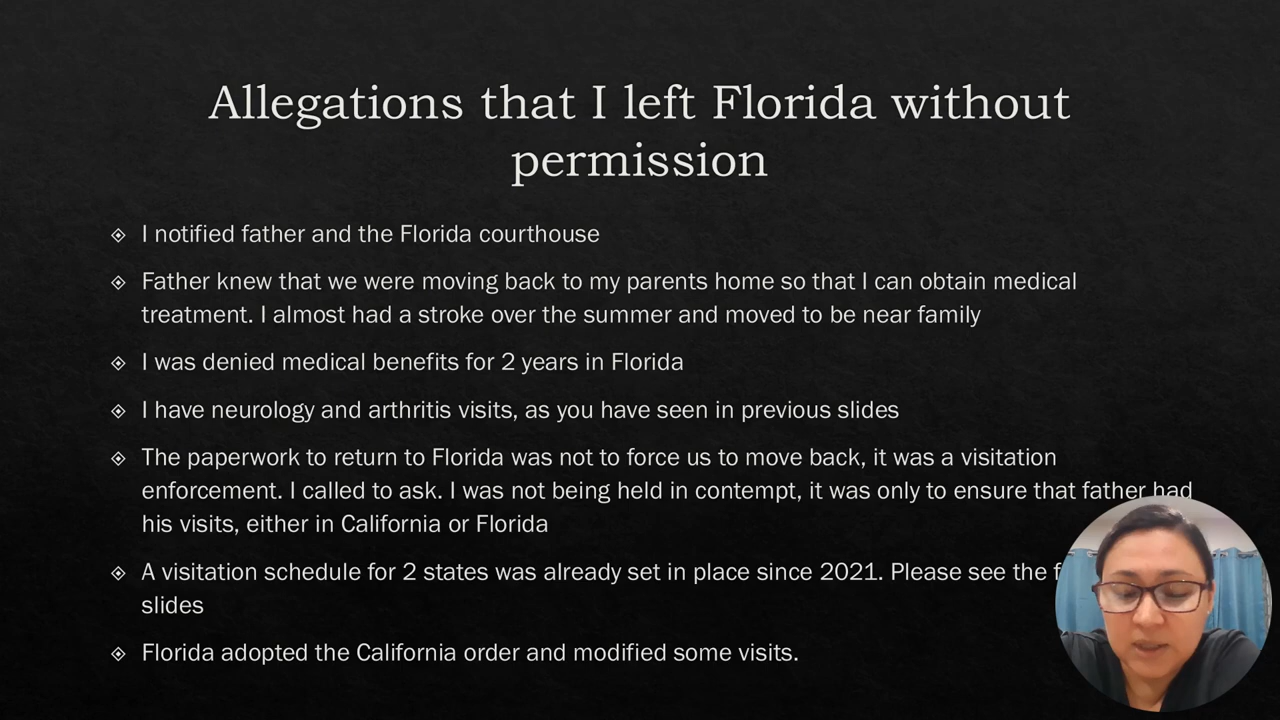 Allegations that I left Florida without
permission
I notified father and the Florida courthouse
Father knew that we were moving back to my parents home so that I can obtain medical
treatment. I almost had a stroke over the summer and moved to be near family
I was denied medical benefits for 2 years in Florida
I have neurology and arthritis visits, as you have seen in previous slides
The paperwork to return to Florida was not to force us to move back, it was a visitation
enforcement. I called to ask. I was not being held in contempt, it was only to ensure that father had
his visits, either in California or Florida
A visitation schedule for 2 states was already set in place since 2021. Please see the
slides
Florida adopted the California order and modified some visits.